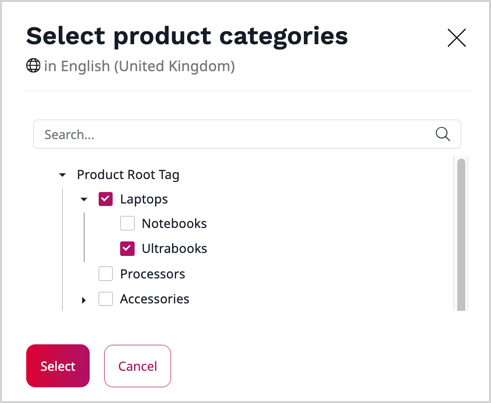 Select product categories
in English (United Kingdom)
Search...
Product Root Tag
Laptops
Notebooks
Ultrabooks
Processors
Accessories
Select Cancel